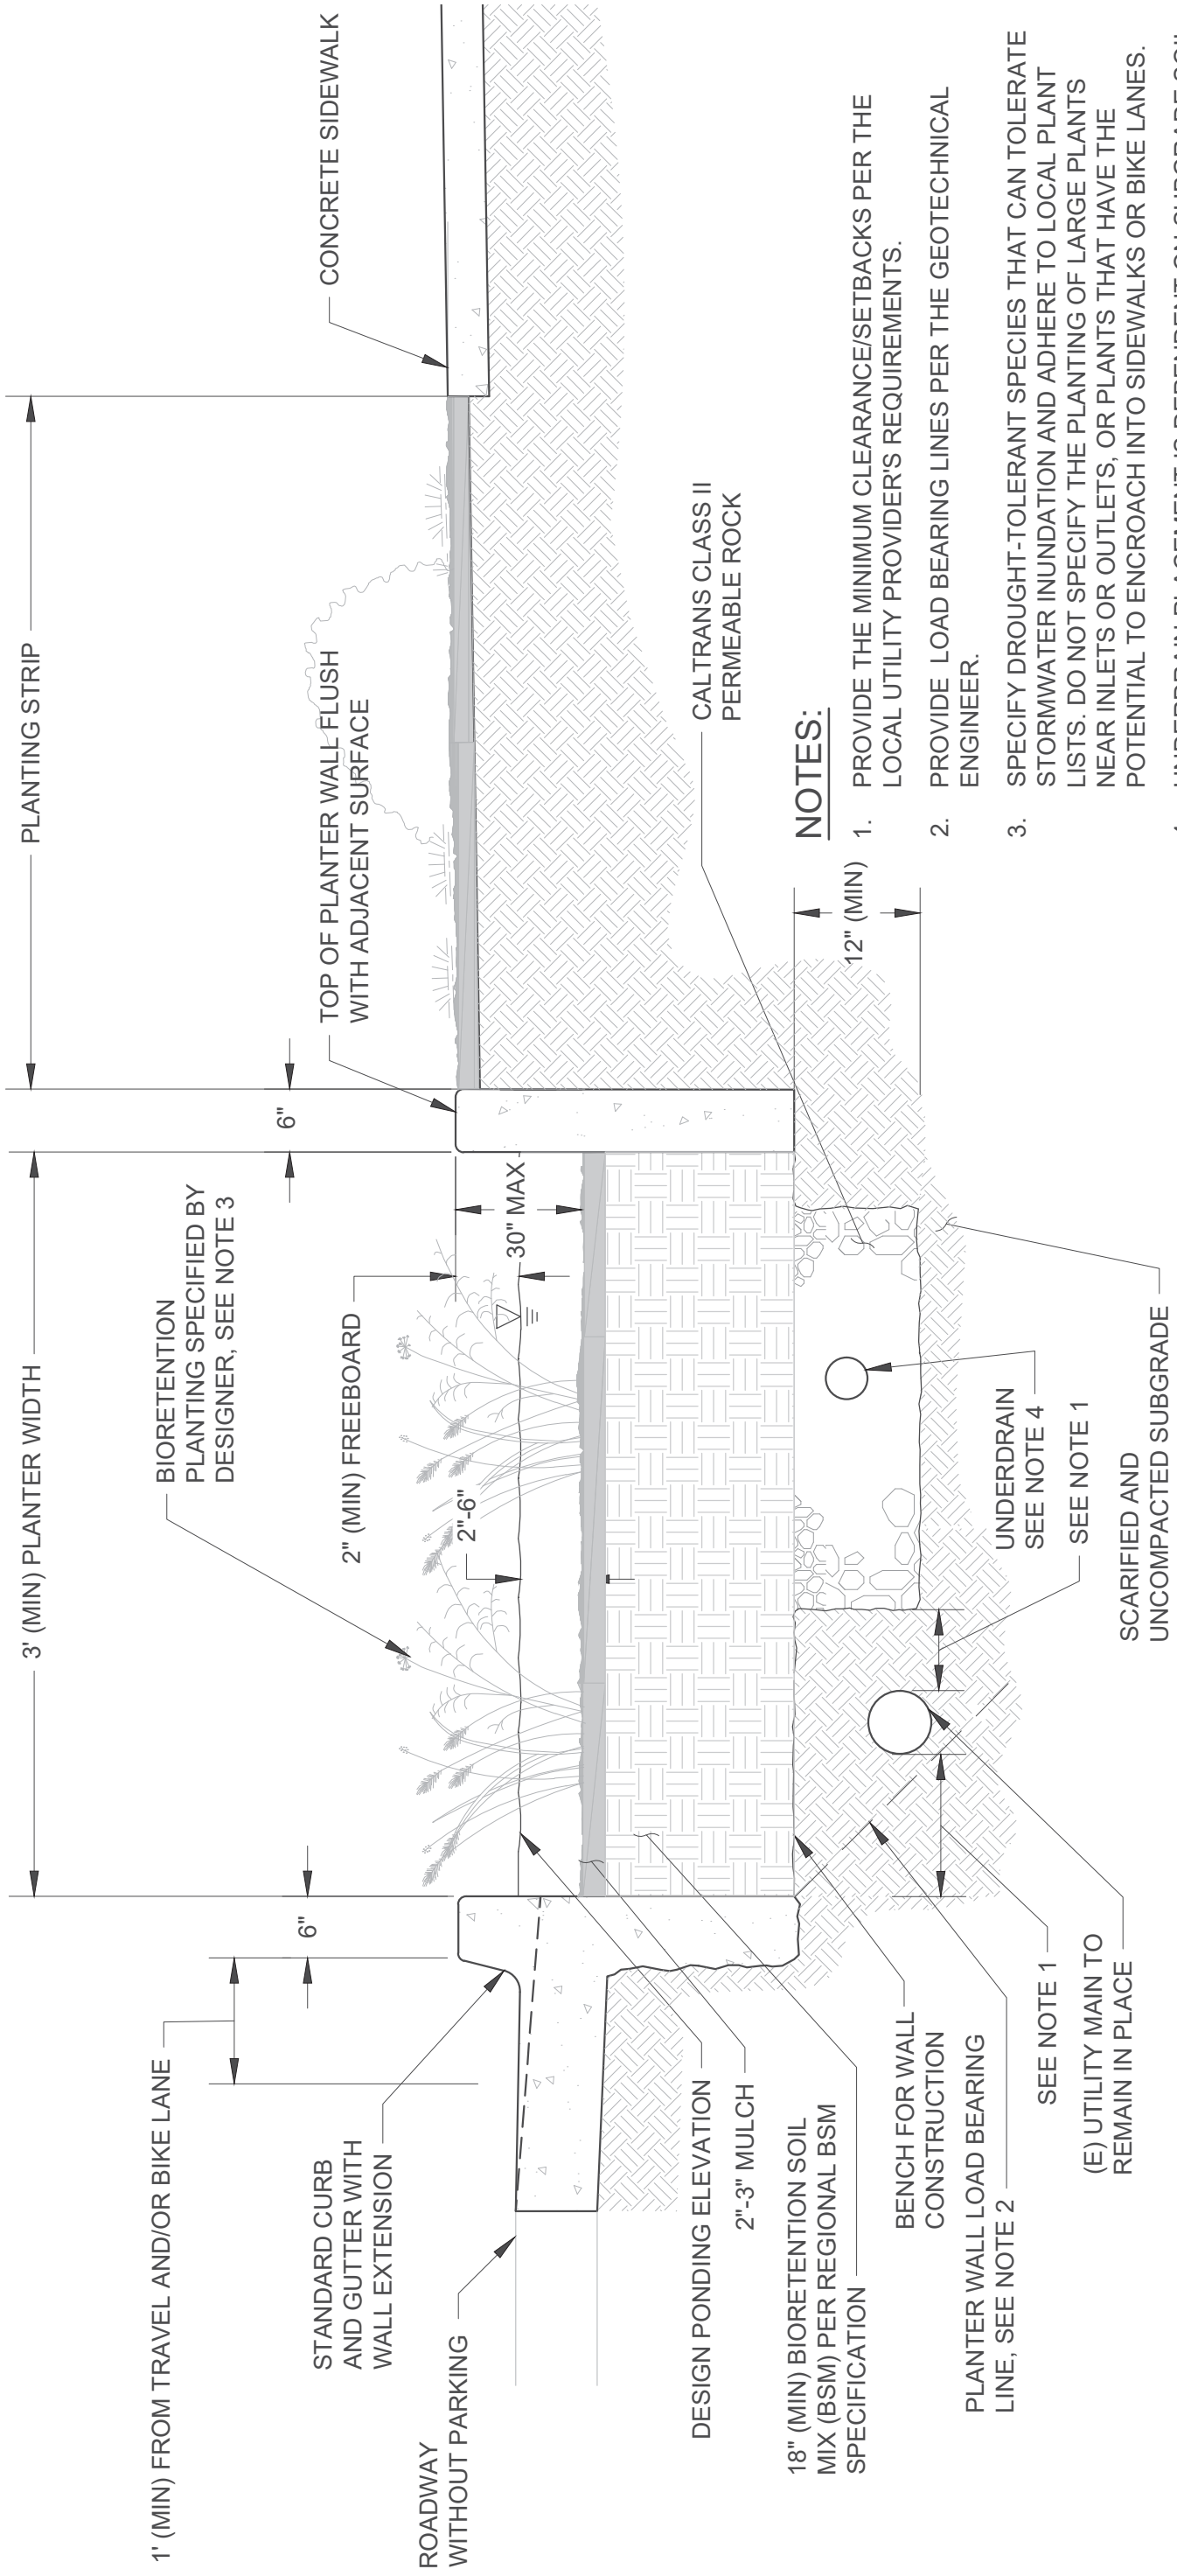 PLANTING STRIP
3' (MIN) PLANTER WIDTH
6"
6"
1' (MIN) FROM TRAVEL AND/OR BIKE LANE
CONCRETE SIDEWALK
TOP OF PLANTER WALL FLUSH
WITH ADJACENT SURFACE
BIORETENTION
PLANTING SPECIFIED BY
DESIGNER, SEE NOTE 3
2" (MIN) FREEBOARD
2"-6"
30" MAX
STANDARD CURB
AND GUTTER WITH
WALL EXTENSION
ROADWAY
WITHOUT PARKING
DESIGN PONDING ELEVATION
2"-3" MULCH
18" (MIN) BIORETENTION SOIL
MIX (BSM) PER REGIONAL BSM
SPECIFICATION
BENCH FOR WALL
CONSTRUCTION
PLANTER WALL LOAD BEARING
LINE, SEE NOTE 2
SEE NOTE 1
(E) UTILITY MAIN TO
REMAIN IN PLACE
UNDERDRAIN
SEE NOTE 4
SEE NOTE 1
SCARIFIED AND
UNCOMPACTED SUBGRADE
CALTRANS CLASS II
PERMEABLE ROCK
12" (MIN)
NOTES:
1. PROVIDE THE MINIMUM CLEARANCE/SETBACKS PER THE
LOCAL UTILITY PROVIDER'S REQUIREMENTS.
2. PROVIDE LOAD BEARING LINES PER THE GEOTECHNICAL
ENGINEER.
3. SPECIFY DROUGHT-TOLERANT SPECIES THAT CAN TOLERATE
STORMWATER INUNDATION AND ADHERE TO LOCAL PLANT
LISTS. DO NOT SPECIFY THE PLANTING OF LARGE PLANTS
NEAR INLETS OR OUTLETS, OR PLANTS THAT HAVE THE
POTENTIAL TO ENCROACH INTO SIDEWALKS OR BIKE LANES.
4. UNDERDRAIN PLACEMENT IS DEPENDENT ON SUBGRADE SOIL